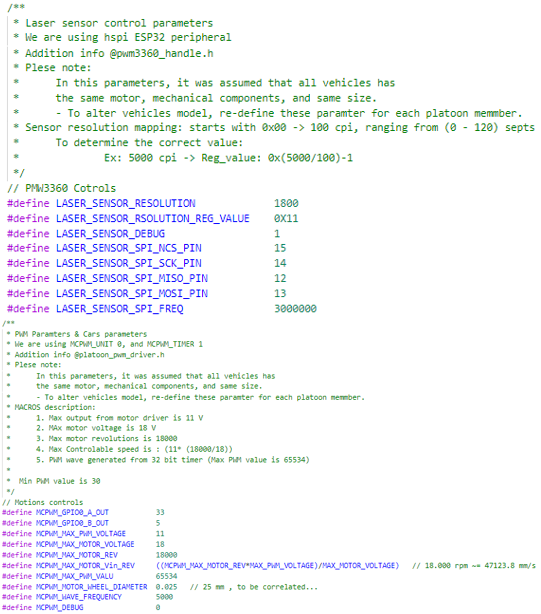 /**
 * Laser sensor control parameters
 * We are using hspi ESP32 peripheral
 * Addition info @pwm3360_handle.h
 * Plese note:
 *      In this parameters, it was assumed that all vehicles has
 *      the same motor, mechanical components, and same size.
 *      - To alter vehicles model, re-define these paramter for each platoon memmber.
 * Sensor resolution mapping: starts with 0x00 -> 100 cpi, ranging from (0 - 120) septs
 *      To determine the correct value:
 *              Ex: 5000 cpi -> Reg_value: 0x(5000/100)-1
 */
// PMW3360 Cotrols
#define LASER_SENSOR_RESOLUTION 1800
#define LASER_SENSOR_RSOLUTION_REG_VALUE 0X11
#define LASER_SENSOR_DEBUG 1
#define LASER_SENSOR_SPI_NCS_PIN 15
#define LASER_SENSOR_SPI_SCK_PIN 14
#define LASER_SENSOR_SPI_MISO_PIN 12
#define LASER_SENSOR_SPI_MOSI_PIN 13
#define LASER_SENSOR_SPI_FREQ 3000000
/**
 * PWM Paramters & Cars parameters
 * We are using MCPWM_UNIT 0, and MCPWM_TIMER 1
 * Addition info @platoon_pwm_driver.h
 * Plese note:
 *      In this parameters, it was assumed that all vehicles has
 *      the same motor, mechanical components, and same size.
 *      - To alter vehicles model, re-define these paramter for each platoon memmber.
 * MACROS description:
 *      1. Max output from motor driver is 11 V
 *      2. MAx motor voltage is 18 V
 *      3. Max motor revolutions is 18000
 *      4. Max Controlable speed is : (11* (18000/18))
 *      5. PWM wave generated from 32 bit timer (Max PWM value is 65534)
 *
 *  Min PWM value is 30
 */
// Motions controls
#define MCPWM_GPIO0_A_OUT 33
#define MCPWM_GPIO0_B_OUT 5
#define MCPWM_MAX_PWM_VOLTAGE 11
#define MCPWM_MAX_MOTOR_VOLTAGE 18
#define MCPWM_MAX_MOTOR_REV 18000
#define MCPWM_MAX_MOTOR_Vin_REV ((MCPWM_MAX_MOTOR_REV*MAX_PWM_VOLTAGE)/MAX_MOTOR_VOLTAGE) // 18.000 rpm ~= 47123.8 mm/s
#define MCPWM_MAX_PWM_VALU 65534
#define MCPWM_MOTOR_WHEEL_DIAMETER 0.025 // 25 mm , to be correlated...
#define MCPWM_WAVE_FREQUENCY 5000
#define MCPWM_DEBUG 0